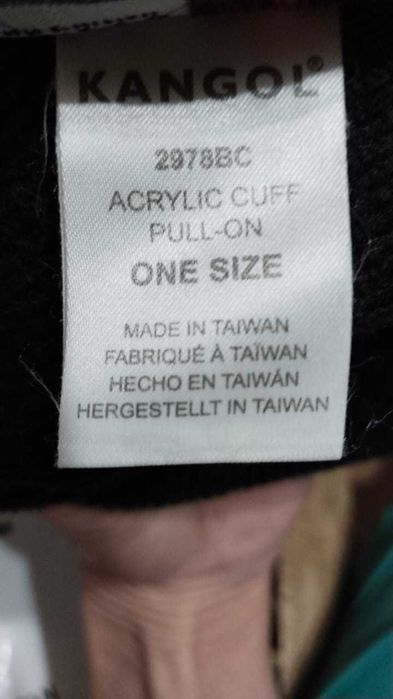 KANGOL®
2978BC
ACRYLIC CUFF
PULL-ON
ONE SIZE
MADE IN TAIWAN
FABRIQUÉ À TAÏWAN
HECHO EN TAIWÁN
HERGESTELLT IN TAIWAN